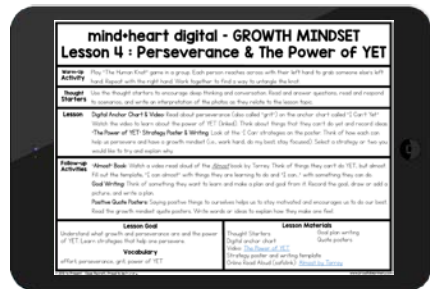 mind+heart digital - GROWTH MINDSET
Lesson 4 : Perseverance & The Power of YET
Warm-Up
Activity
Play "The Human Knot" game in a group. Each person reaches across with their left hand to grab someone else's left
hand. Repeat with the right hand. Work together to find a way to untangle the knot.
Thought
Starters
Use the thought starters to encourage deep thinking and conversation. Read and answer questions, read and respond
to scenarios, and write an interpretation of the photos as they relate to the lesson topic.
Lesson
Digital Anchor Chart & Video: Read about perseverance (also called "grit") on the anchor chart called "I Can't Yet!"
Watch the video to learn about the power of YET (linked). Think about things that they can't do yet and record ideas.
"The Power of YET" Strategy Poster & Writing: Look at the "I Can" strategies on the poster. Think of how each can
help us persevere and have a growth mindset (i.e., work hard, do my best, stay focused). Select a strategy or two you
would like to try and explain why.
Follow-up
Activities
"Almost" Book: Watch a video read aloud of the Almost book by Torrey. Think of things they can't do YET, but almost.
Fill out the template, "I can almost" with things they are learning to do and "I can," with something they can do.
Goal Writing: Think of something they want to learn and make a plan and goal from it. Record the goal, draw or add a
picture, and write a plan.
Positive Quote Posters: Saying positive things to ourselves helps us to stay motivated and encourages us to do our best.
Read the growth mindset quote posters. Write words or ideas to explain how they make one feel.
Lesson Goal
Understand what growth and perseverance are and the power
of YET. Learn strategies that help one persevere.
Vocabulary
effort, perseverance, grit, power of YET
Lesson Materials
Thought Starters
Digital anchor chart
Video: The Power of YET
Strategy poster and writing template
Online Read Aloud (safelink): Almost by Torrey
Goal plan writing
Quote posters